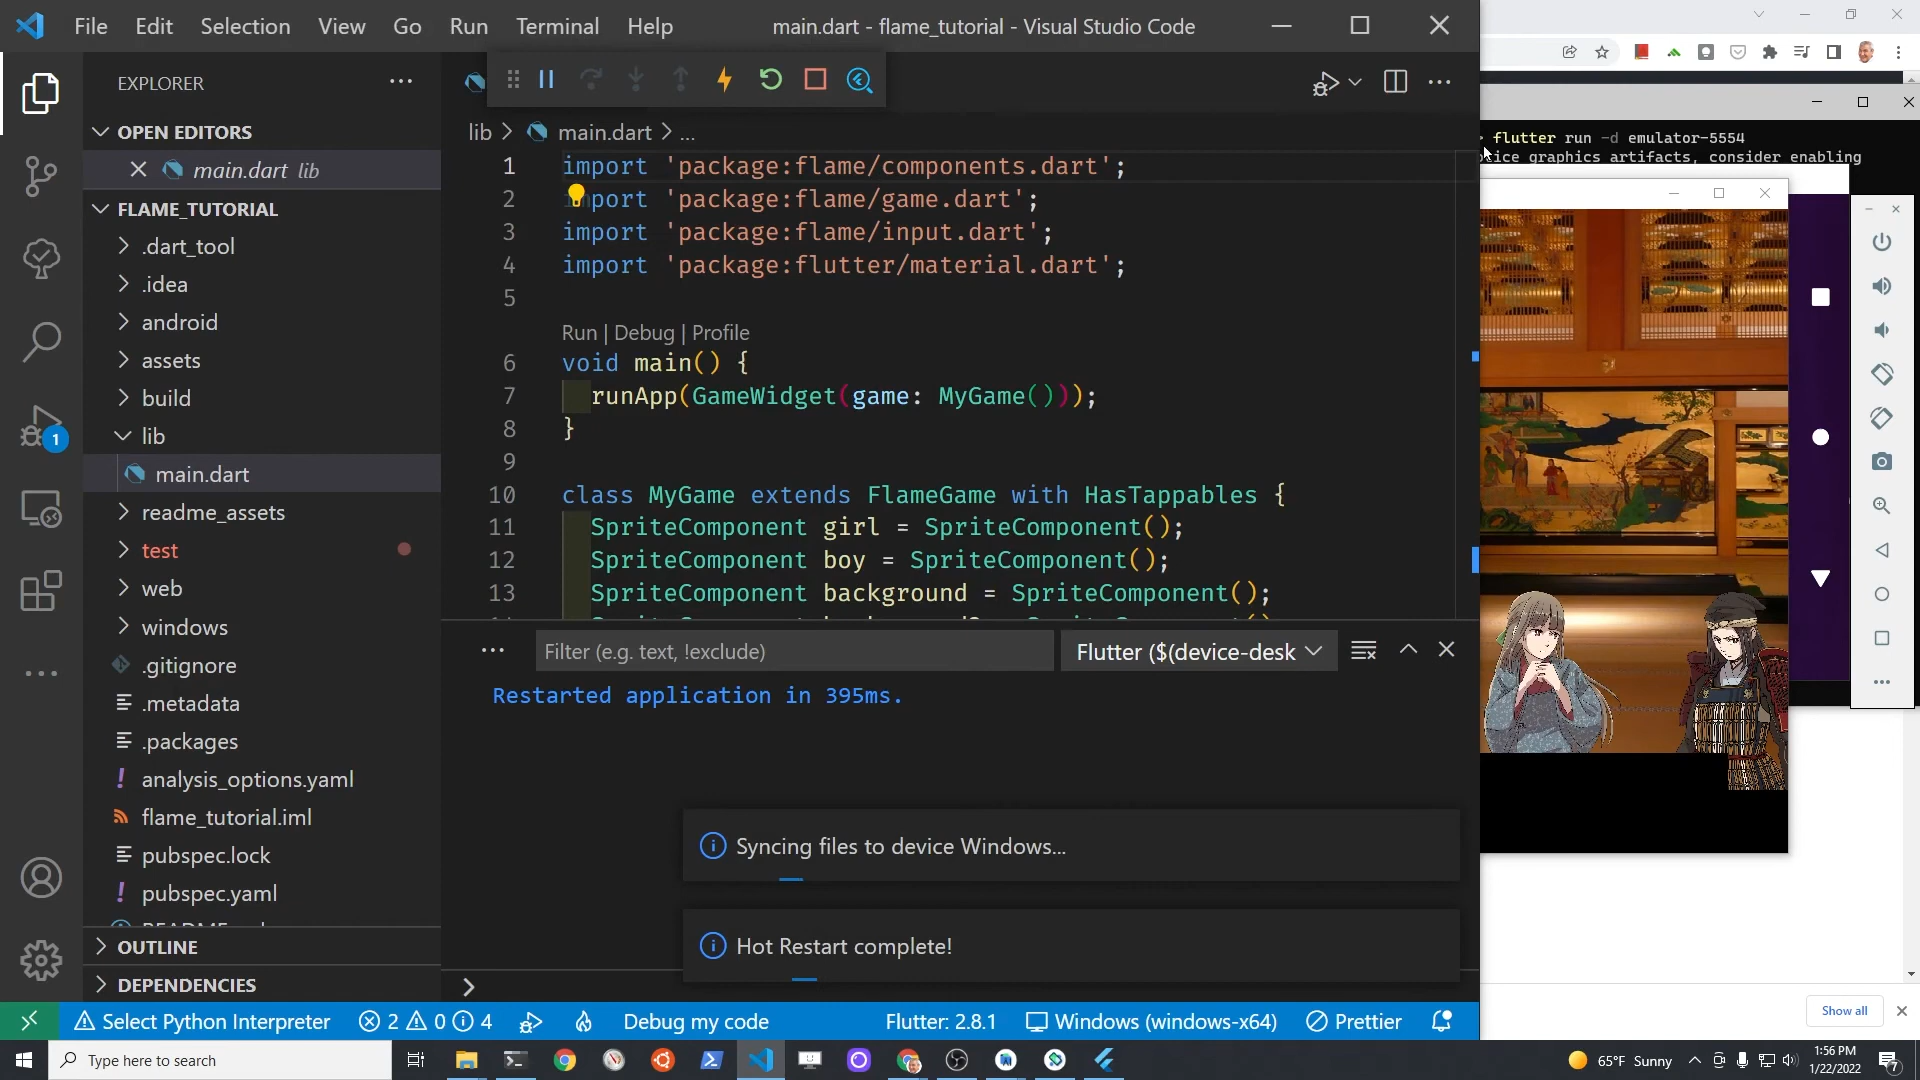 File Edit Selection View Go Run Terminal Help main.dart - flame_tutorial - Visual Studio Code
EXPLORER
OPEN EDITORS
main.dart lib
FLAME_TUTORIAL
.dart_tool
.idea
android
assets
build
lib
main.dart
readme_assets
test
web
windows
.gitignore
.metadata
.packages
analysis_options.yaml
flame_tutorial.iml
pubspec.lock
pubspec.yaml
OUTLINE
DEPENDENCIES
1
lib > main.dart > ...
1 import 'package:flame/components.dart';
2 import 'package:flame/game.dart';
3 import 'package:flame/input.dart';
4 import 'package:flutter/material.dart';
5
Run | Debug | Profile
6 void main() {
7 runApp(GameWidget(game: MyGame()));
8 }
9
10 class MyGame extends FlameGame with HasTappables {
11 SpriteComponent girl = SpriteComponent();
12 SpriteComponent boy = SpriteComponent();
13 SpriteComponent background = SpriteComponent();
Filter (e.g. text, !exclude) Flutter ($(device-desk
Restarted application in 395ms.
Syncing files to device Windows...
Hot Restart complete!
flutter run -d emulator-5554
graphics artifacts, consider enabling
Show all
Select Python Interpreter 2 0 4 Debug my code Flutter: 2.8.1 Windows (windows-x64) Prettier
Type here to search
65°F Sunny
1:56 PM
1/22/2022
7